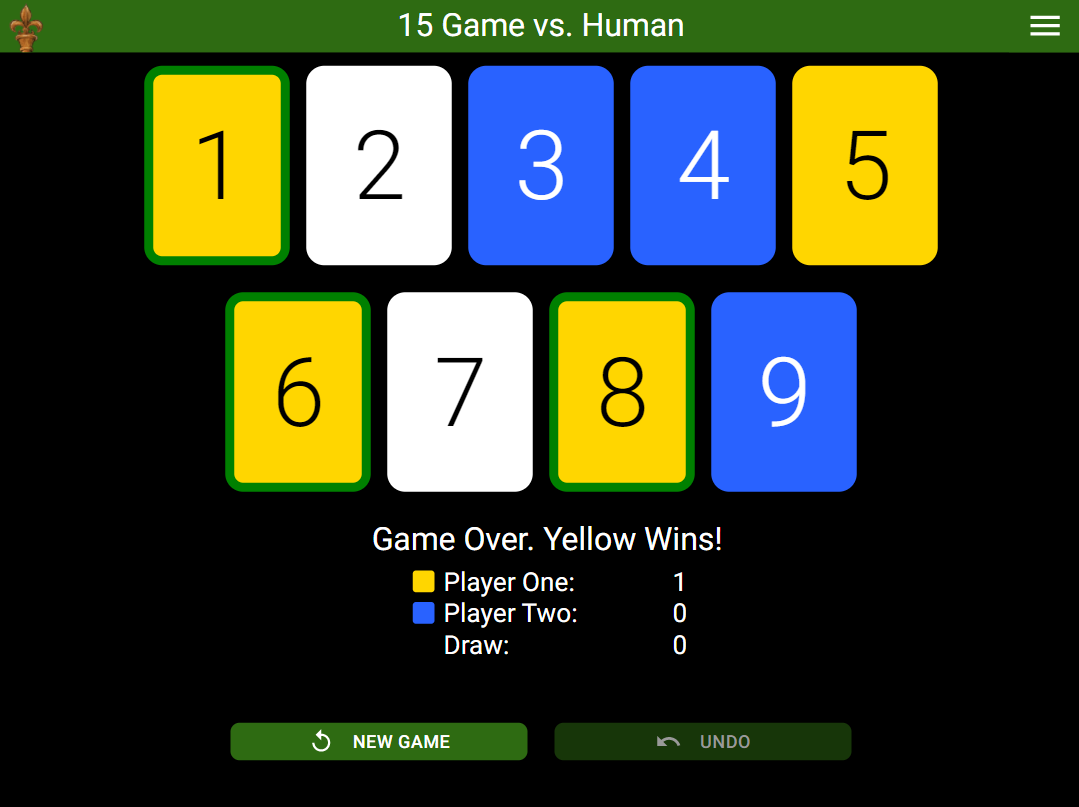 15 Game vs. Human
1 2 3 4 5
6 7 8 9
Game Over. Yellow Wins!
Player One: 1
Player Two: 0
Draw: 0
NEW GAME UNDO